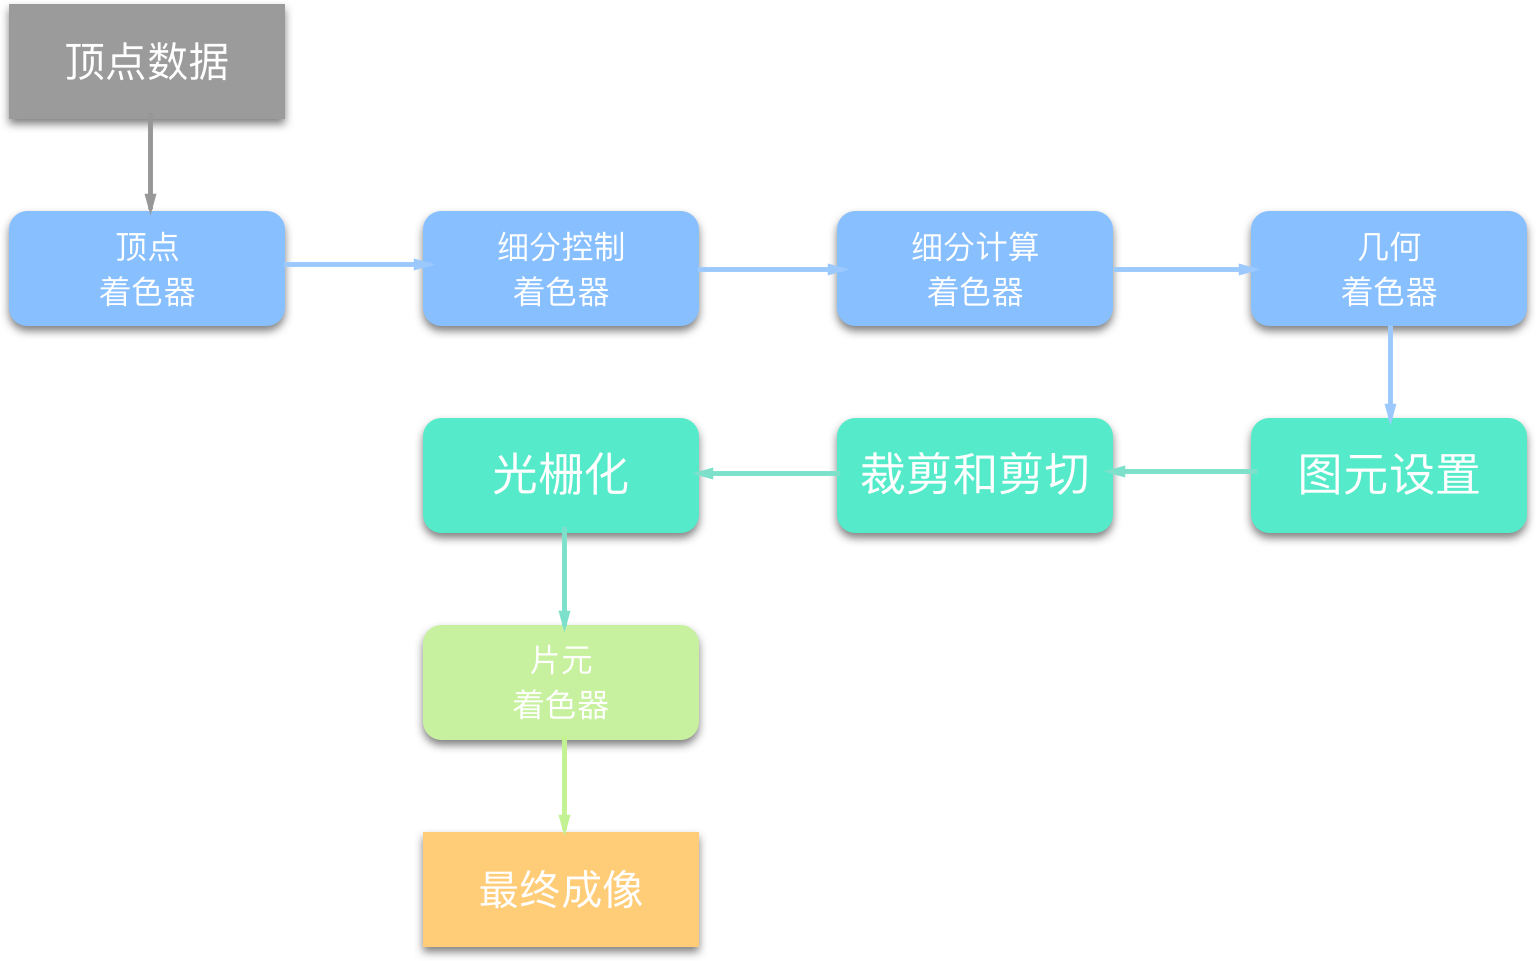 顶点数据
顶点
着色器
细分控制
着色器
细分计算
着色器
几何
着色器
图元设置
裁剪和剪切
光栅化
片元
着色器
最终成像